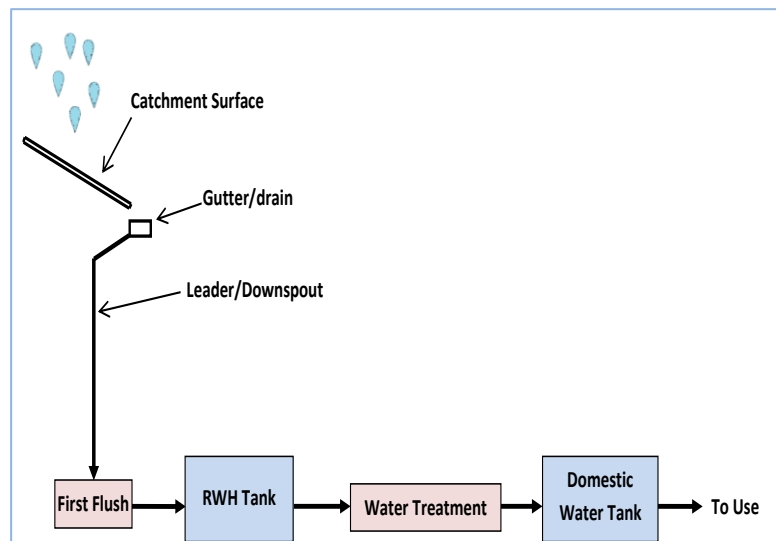 Catchment Surface
Gutter/drain
Leader/Downspout
First Flush
RWH Tank
Water Treatment
Domestic
Water Tank
To Use